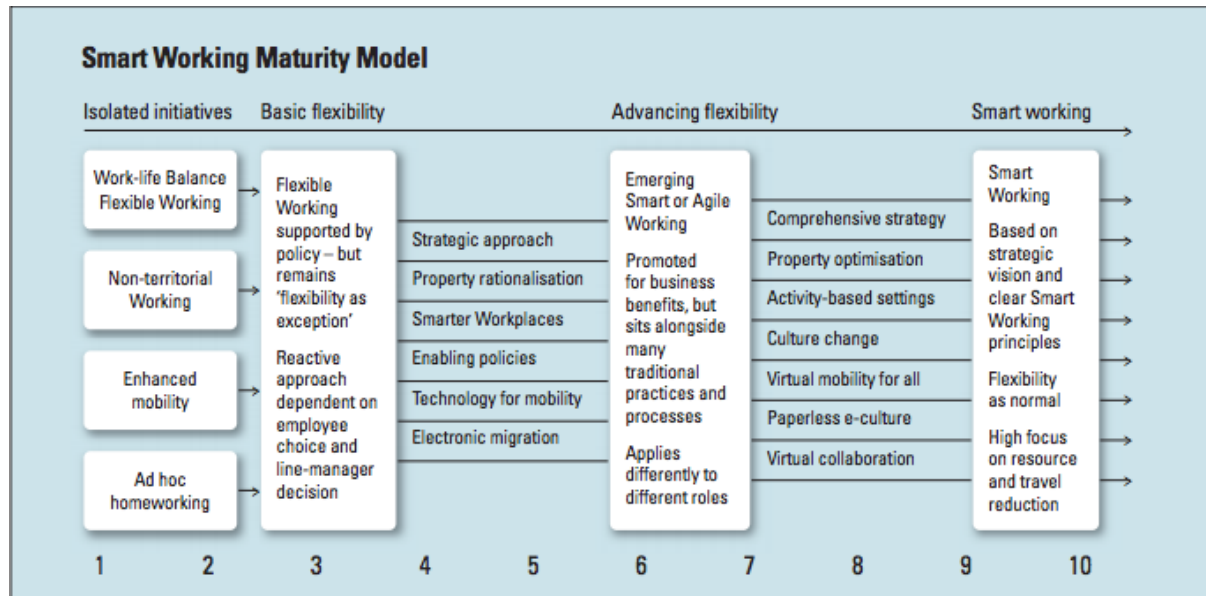 Smart Working Maturity Model
Isolated initiatives
Basic flexibility
Advancing flexibility
Smart working
Work-life Balance
Flexible Working
Non-territorial
Working
Enhanced
mobility
Ad hoc
homeworking
Flexible
Working
supported by
policy – but
remains
‘flexibility as
exception’
Reactive
approach
dependent on
employee
choice and
line-manager
decision
Strategic approach
Property rationalisation
Smarter Workplaces
Enabling policies
Technology for mobility
Electronic migration
Emerging
Smart or Agile
Working
Promoted
for business
benefits, but
sits alongside
many
traditional
practices and
processes
Applies
differently to
different roles
Comprehensive strategy
Property optimisation
Activity-based settings
Culture change
Virtual mobility for all
Paperless e-culture
Virtual collaboration
Smart
Working
Based on
strategic
vision and
clear Smart
Working
principles
Flexibility
as normal
High focus
on resource
and travel
reduction
1 2 3 4 5 6 7 8 9 10